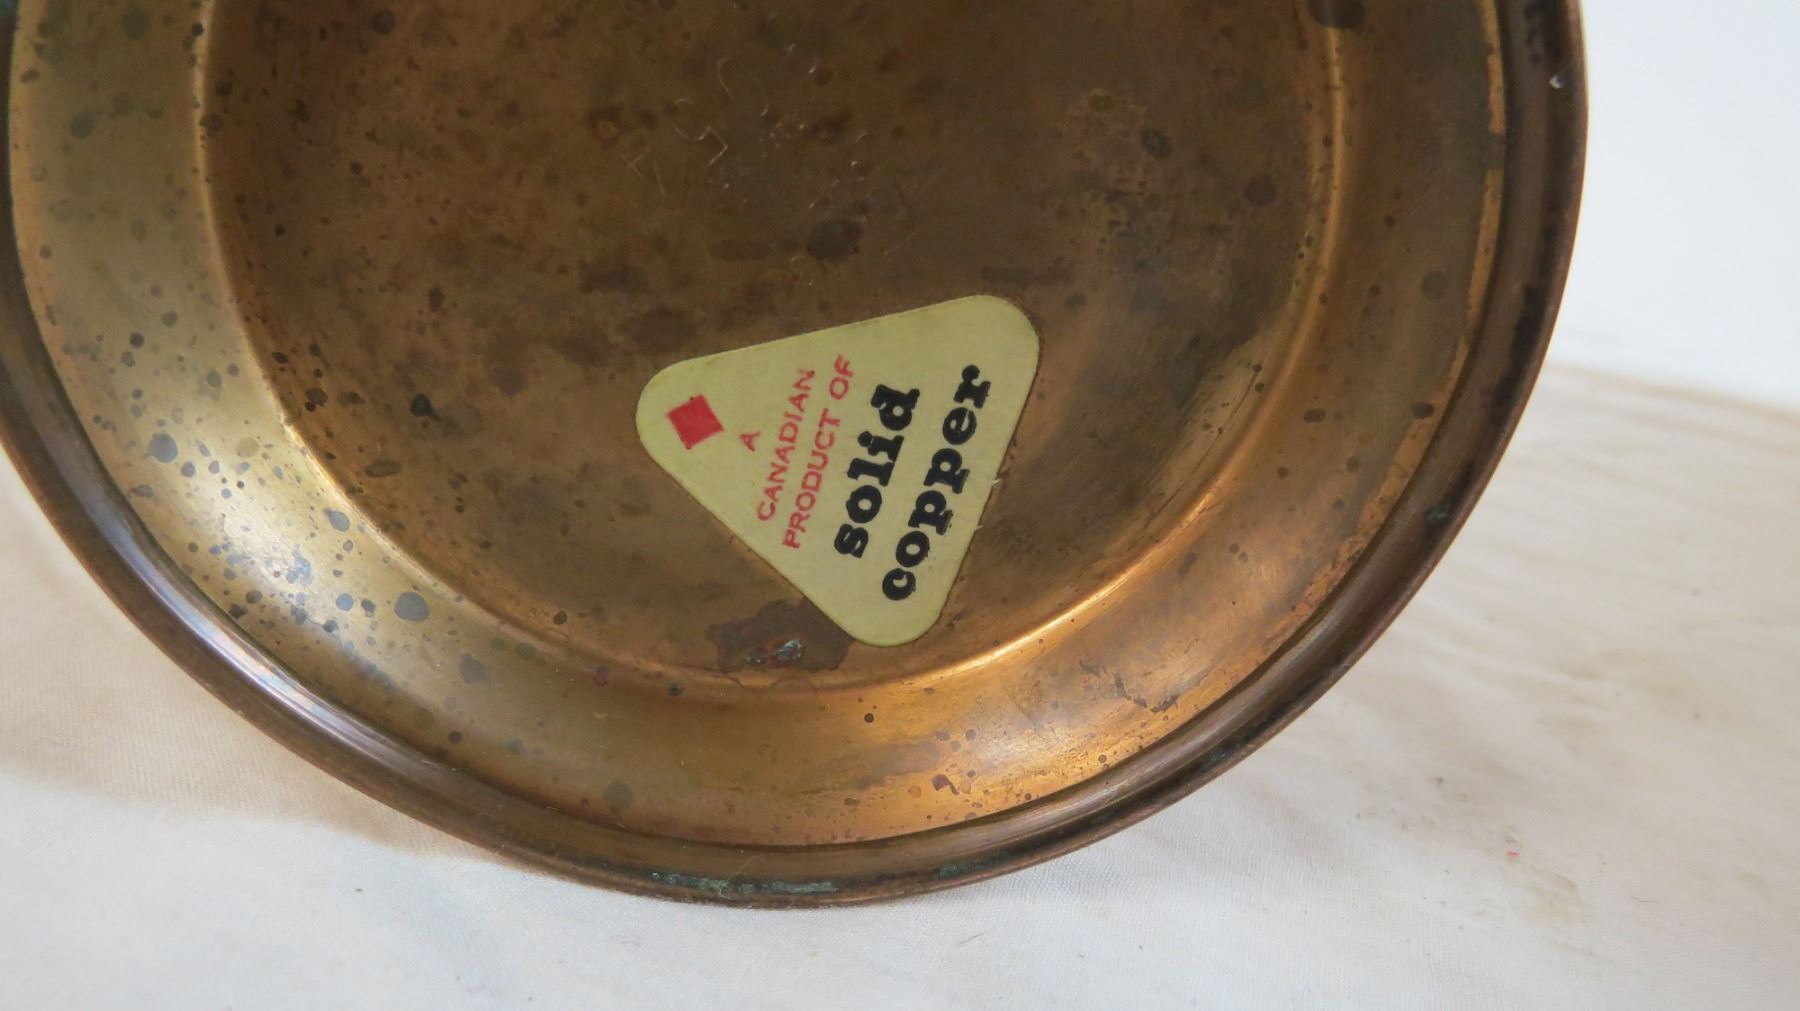 A
CANADIAN
PRODUCT OF
solid
copper